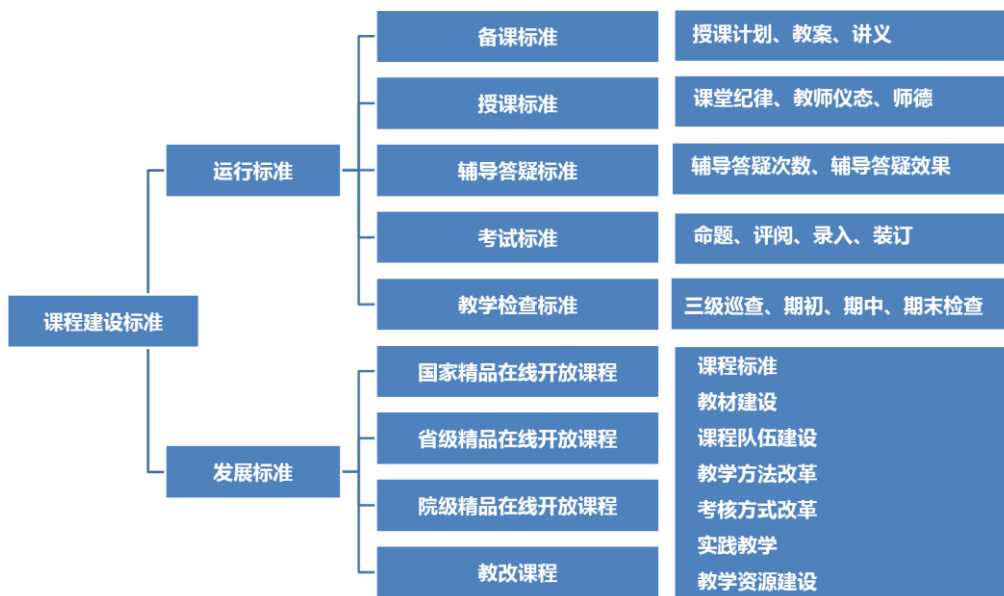 课程建设标准
运行标准
备课标准
授课计划、教案、讲义
授课标准
课堂纪律、教师仪态、师德
辅导答疑标准
辅导答疑次数、辅导答疑效果
考试标准
命题、评阅、录入、装订
教学检查标准
三级巡查、期初、期中、期末检查
发展标准
国家精品在线开放课程
省级精品在线开放课程
院级精品在线开放课程
教改课程
课程标准
教材建设
课程队伍建设
教学方法改革
考核方式改革
实践教学
教学资源建设